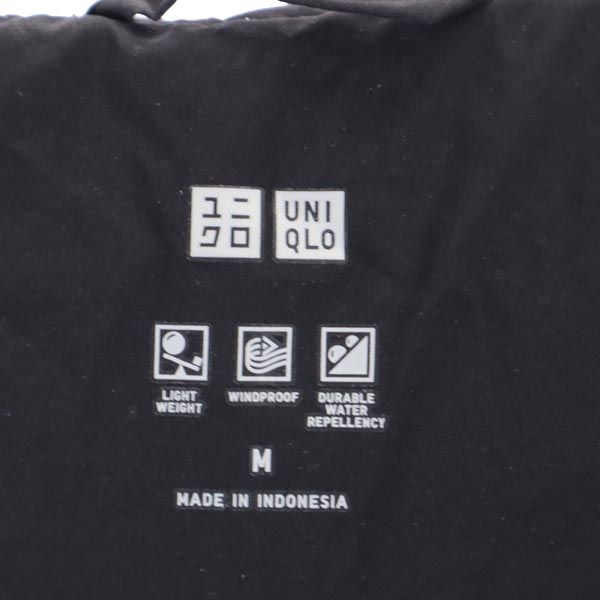 ユニ UNI
クロ QLO
LIGHT WINDPROOF DURABLE
WEIGHT WATER
REPELLENCY
M
MADE IN INDONESIA